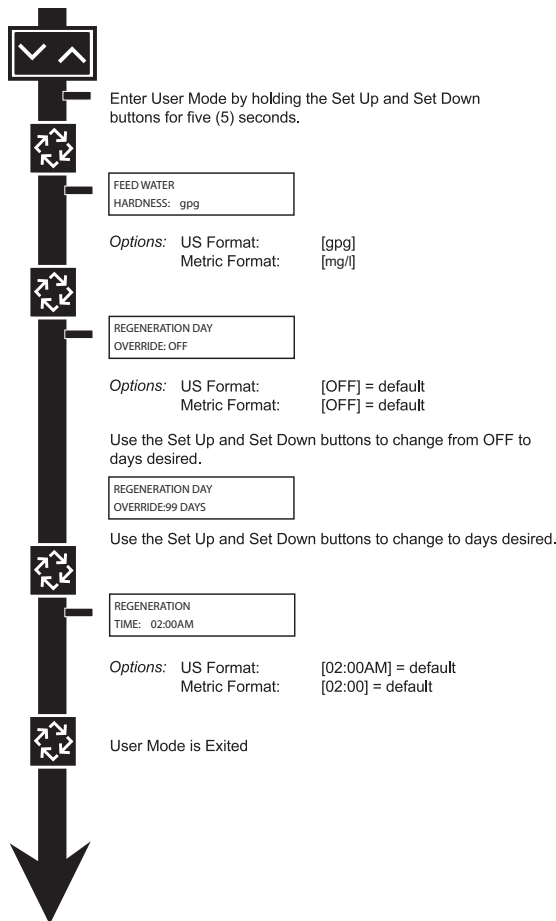 Enter User Mode by holding the Set Up and Set Down
buttons for five (5) seconds.
FEED WATER
HARDNESS: gpg
Options: US Format: [gpg]
Metric Format: [mg/l]
REGENERATION DAY
OVERRIDE: OFF
Options: US Format: [OFF] = default
Metric Format: [OFF] = default
Use the Set Up and Set Down buttons to change from OFF to
days desired.
REGENERATION DAY
OVERRIDE:99 DAYS
Use the Set Up and Set Down buttons to change to days desired.
REGENERATION
TIME: 02:00AM
Options: US Format: [02:00AM] = default
Metric Format: [02:00] = default
User Mode is Exited